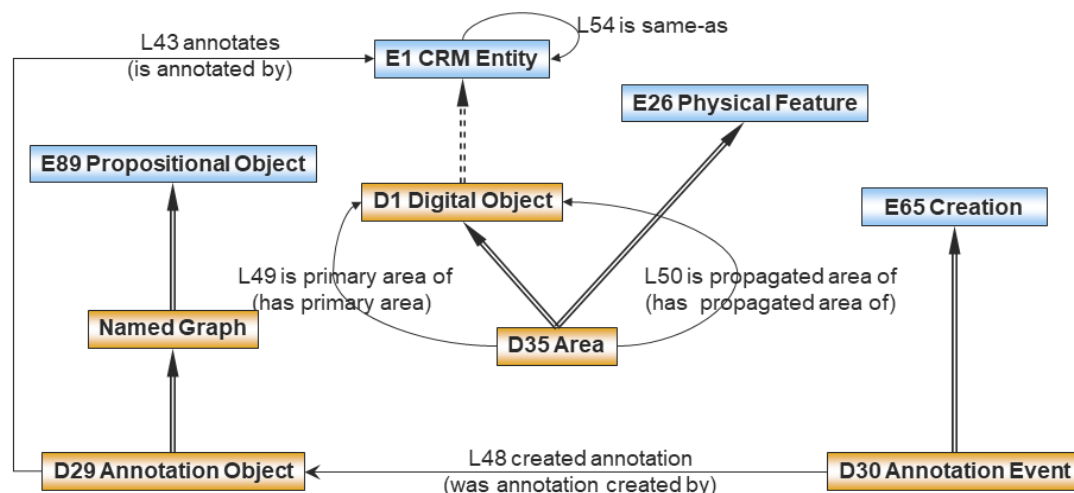 L54 is same-as
L43 annotates
(is annotated by)
E1 CRM Entity
E26 Physical Feature
E89 Propositional Object
D1 Digital Object
E65 Creation
L49 is primary area of
(has primary area)
L50 is propagated area of
(has  propagated area of)
Named Graph
D35 Area
L48 created annotation
(was annotation created by)
D29 Annotation Object
D30 Annotation Event